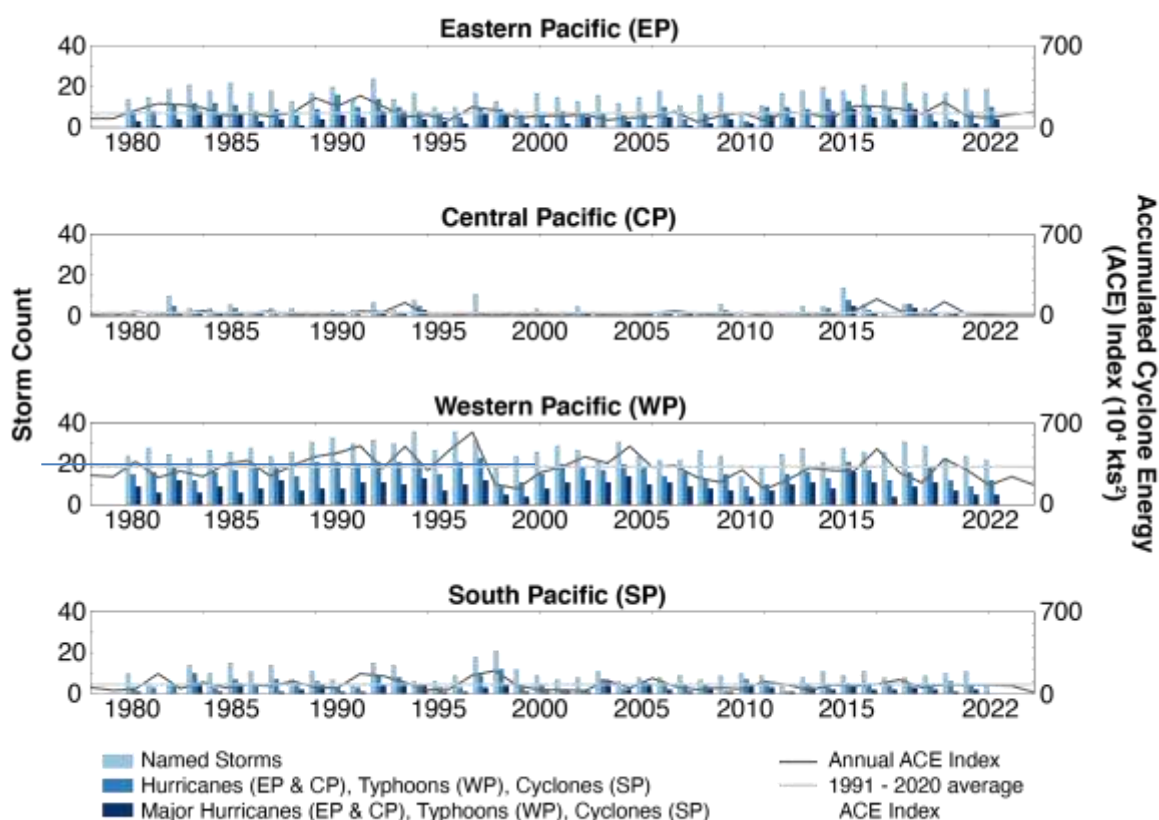 Eastern Pacific (EP)
40 700
20
0 0
1980 1985 1990 1995 2000 2005 2010 2015 2022
Central Pacific (CP)
40 700
20
0 0
1980 1985 1990 1995 2000 2005 2010 2015 2022
Storm Count
Accumulated Cyclone Energy
(ACE) Index (10⁴ kts²)
Western Pacific (WP)
40 700
20
0 0
1980 1985 1990 1995 2000 2005 2010 2015 2022
South Pacific (SP)
40 700
20
0 0
1980 1985 1990 1995 2000 2005 2010 2015 2022
Named Storms
Hurricanes (EP & CP), Typhoons (WP), Cyclones (SP)
Major Hurricanes (EP & CP), Typhoons (WP), Cyclones (SP)
Annual ACE Index
1991 - 2020 average
ACE Index